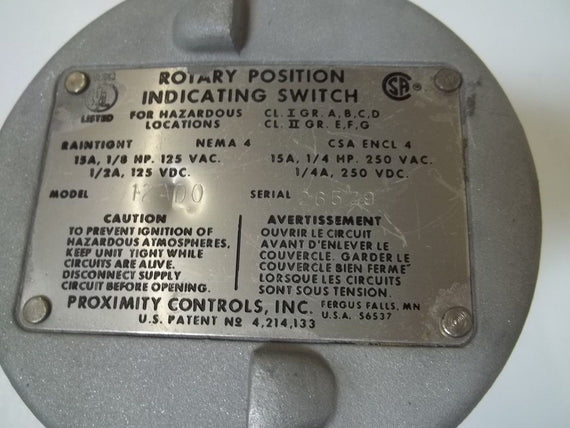 ROTARY POSITION
INDICATING SWITCH
UL
LISTED
FOR HAZARDOUS
LOCATIONS
CL. I GR. A,B,C,D
CL. II GR. E,F,G
CSA ®
RAINTIGHT NEMA 4 CSA ENCL 4
15A, 1/8 HP. 125 VAC. 15A, 1/4 HP. 250 VAC.
1/2A, 125 VDC. 1/4A, 250 VDC.
MODEL SERIAL
CAUTION
TO PREVENT IGNITION OF
HAZARDOUS ATMOSPHERES,
KEEP UNIT TIGHT WHILE
CIRCUITS ARE ALIVE.
DISCONNECT SUPPLY
CIRCUIT BEFORE OPENING.
AVERTISSEMENT
OUVRIR LE CIRCUIT
AVANT D'ENLEVER LE
COUVERCLE. GARDER LE
COUVERCLE BIEN FERME'
LORSQUE LES CIRCUITS
SONT SOUS TENSION.
PROXIMITY CONTROLS, INC. FERGUS FALLS, MN
U.S.A. 56537
U.S. PATENT Nº 4,214,133